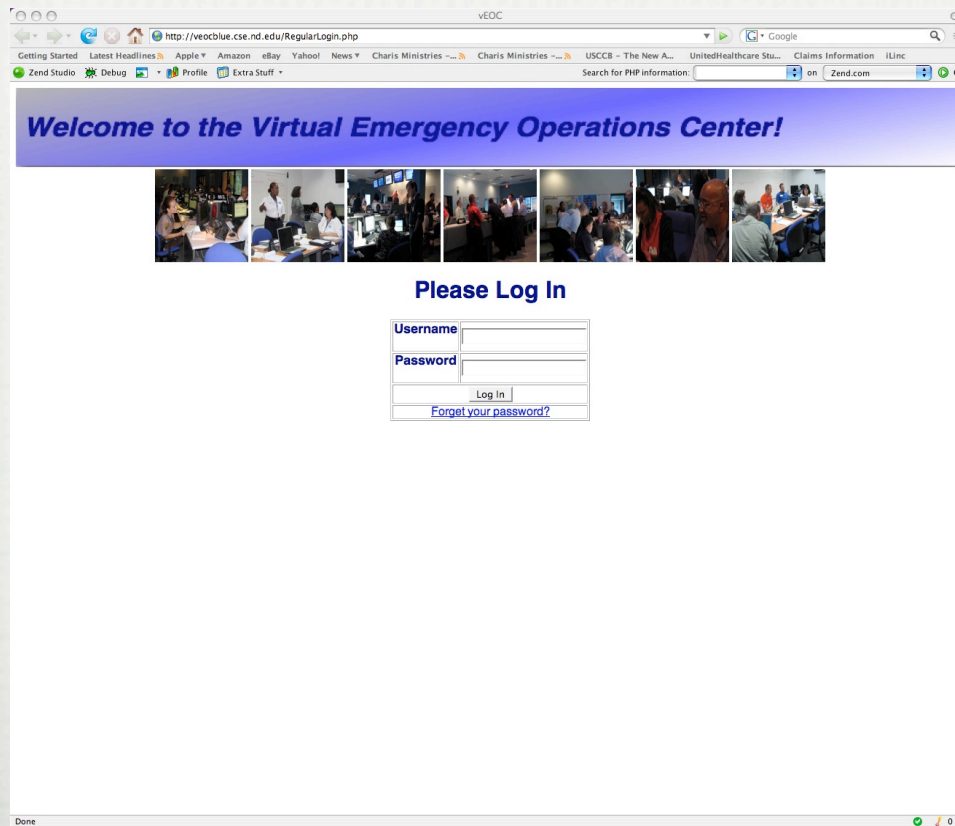 vEOC
http://veocblue.cse.nd.edu/RegularLogin.php
Google
Getting Started Latest Headlines Apple Amazon eBay Yahoo! News Charis Ministries –... Charis Ministries –... USCCB – The New A... UnitedHealthcare Stu... Claims Information iLinc
Zend Studio Debug Profile Extra Stuff Search for PHP information: on Zend.com
Welcome to the Virtual Emergency Operations Center!
Please Log In
Username
Password
Log In
Forget your password?
Done 0